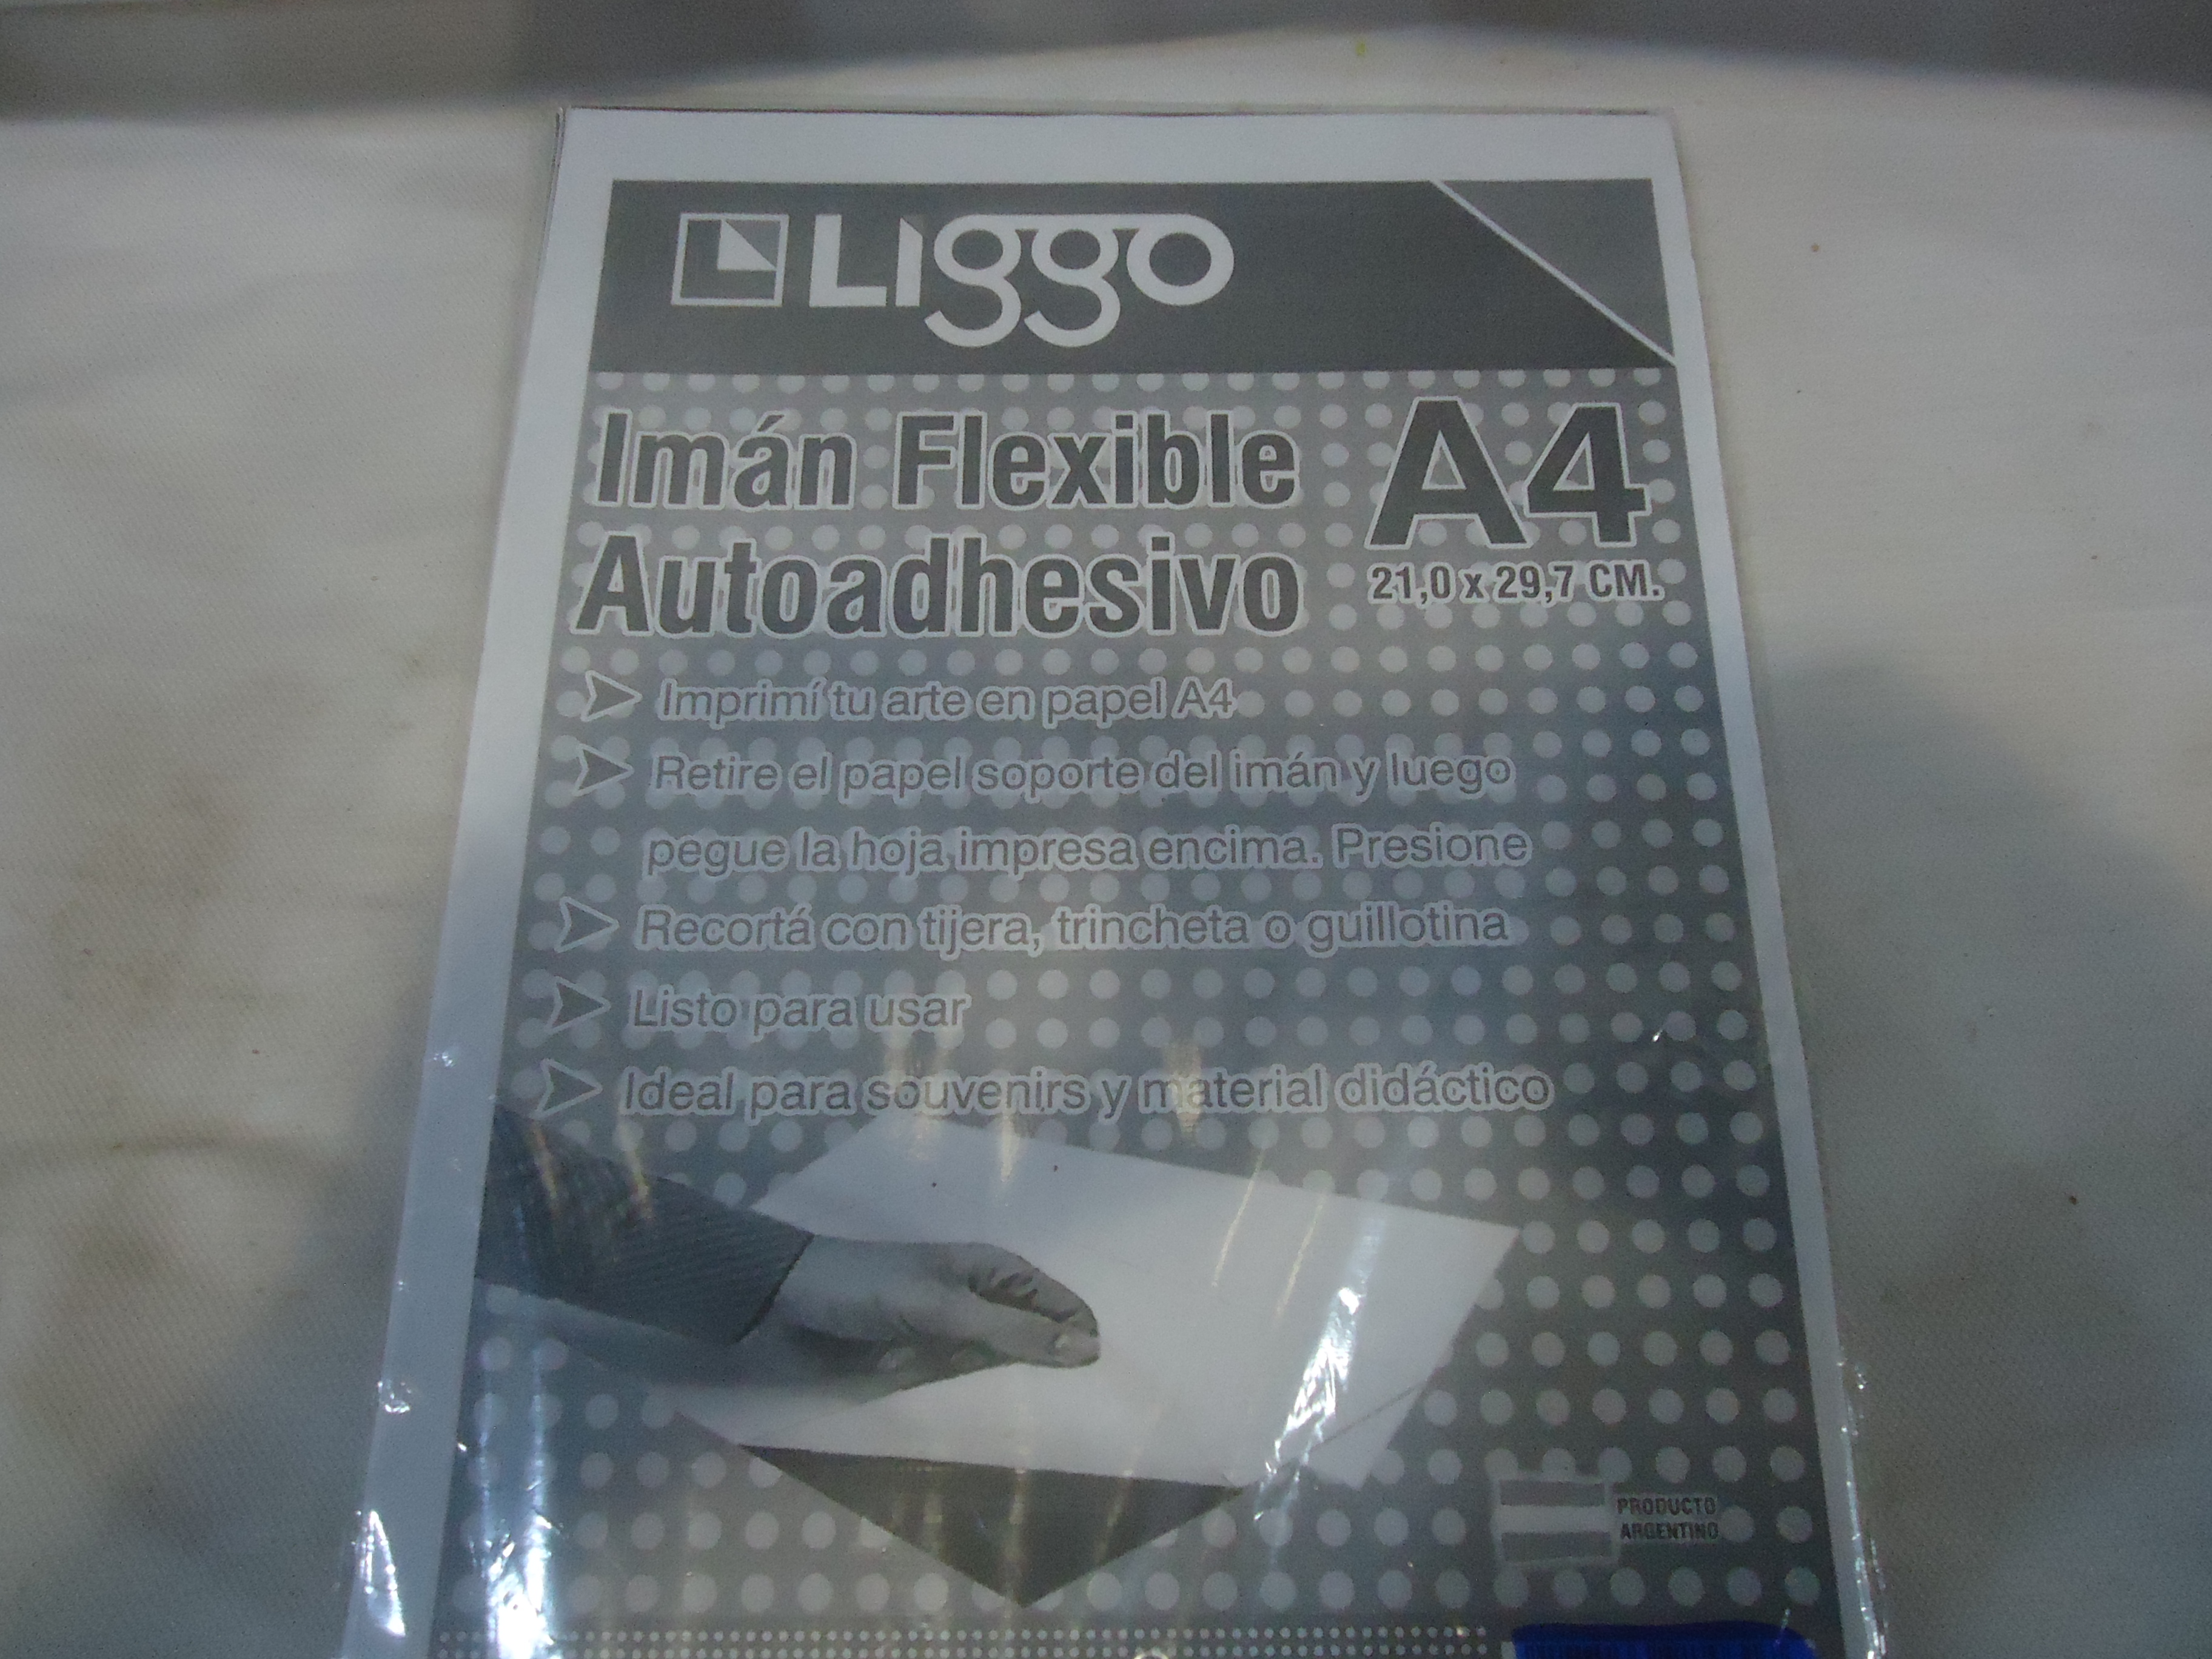 Liggo
Imán Flexible
Autoadhesivo
A4
21,0 x 29,7 CM.
Imprimí tu arte en papel A4
Retire el papel soporte del imán y luego
pegue la hoja impresa encima. Presione
Recortá con tijera, trincheta o guillotina
Listo para usar
Ideal para souvenirs y material didáctico
PRODUCTO
ARGENTINO